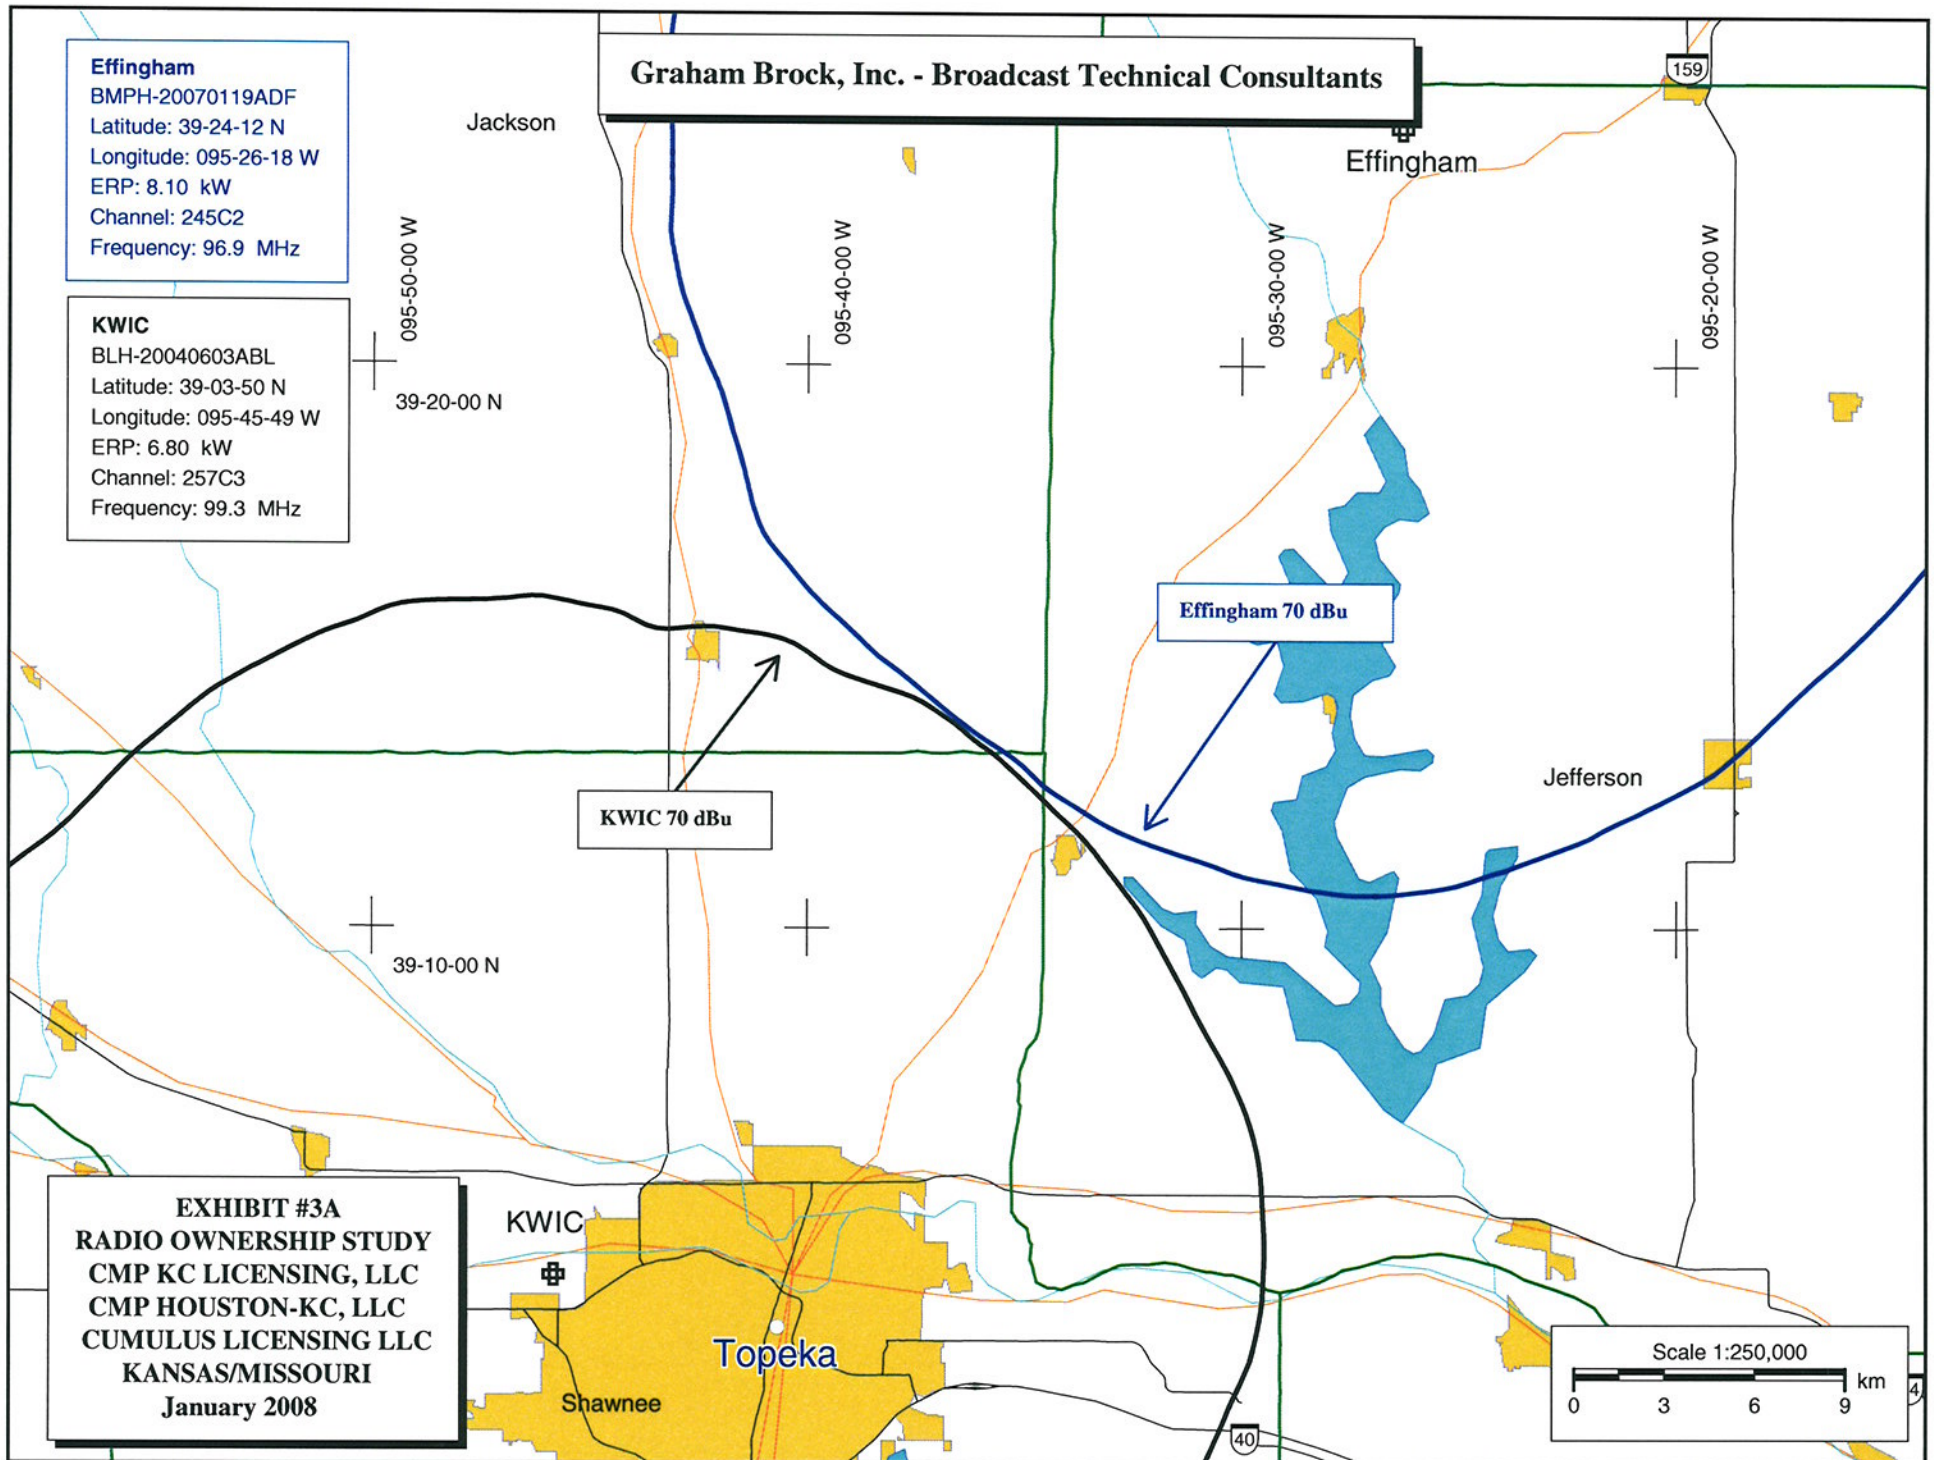 Graham Brock, Inc. - Broadcast Technical Consultants
159
Effingham
BMPH-20070119ADF
Latitude: 39-24-12 N
Longitude: 095-26-18 W
ERP: 8.10 kW
Channel: 245C2
Frequency: 96.9 MHz
Jackson
Effingham
095-50-00 W
095-40-00 W
095-30-00 W
095-20-00 W
KWIC
BLH-20040603ABL
Latitude: 39-03-50 N
Longitude: 095-45-49 W
ERP: 6.80 kW
Channel: 257C3
Frequency: 99.3 MHz
39-20-00 N
Effingham 70 dBu
Jefferson
KWIC 70 dBu
39-10-00 N
KWIC
EXHIBIT #3A
RADIO OWNERSHIP STUDY
CMP KC LICENSING, LLC
CMP HOUSTON-KC, LLC
CUMULUS LICENSING LLC
KANSAS/MISSOURI
January 2008
Topeka
Shawnee
40
Scale 1:250,000
km
0 3 6 9